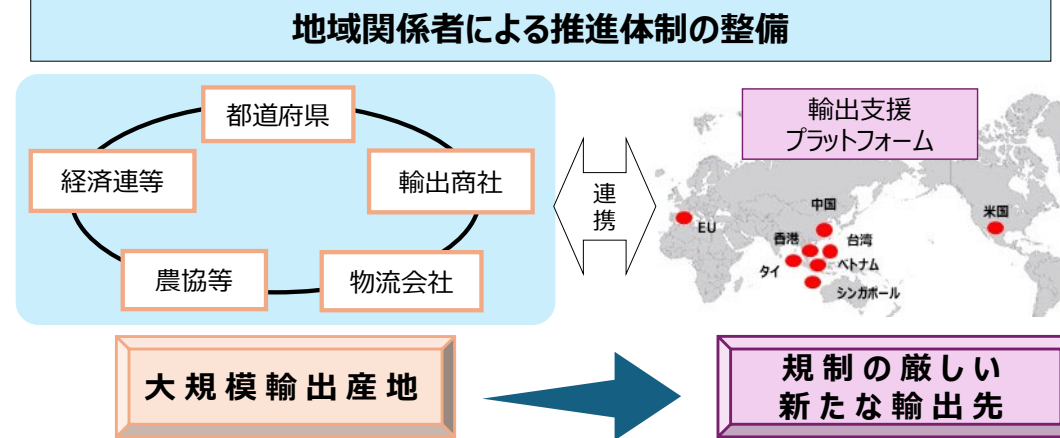 地域関係者による推進体制の整備
都道府県
経済連等
輸出商社
農協等
物流会社
連
携
輸出支援
プラットフォーム
中国
米国
EU
香港
台湾
タイ
ベトナム
シンガポール
大規模輸出産地
規制の厳しい
新たな輸出先